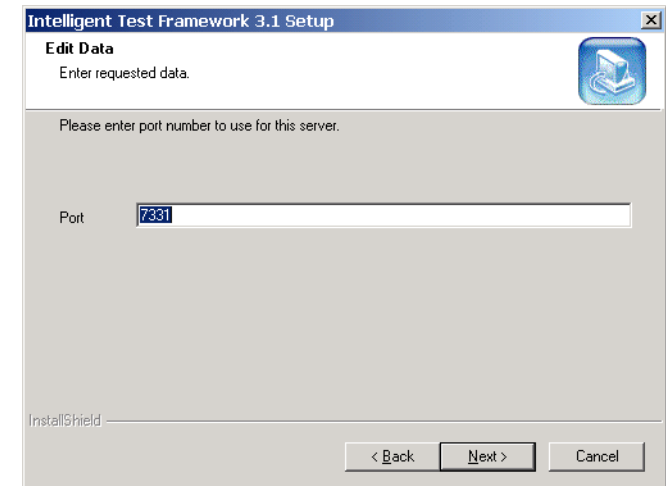 Intelligent Test Framework 3.1 Setup
Edit Data
Enter requested data.
Please enter port number to use for this server.
Port 7331
InstallShield
< Back Next > Cancel